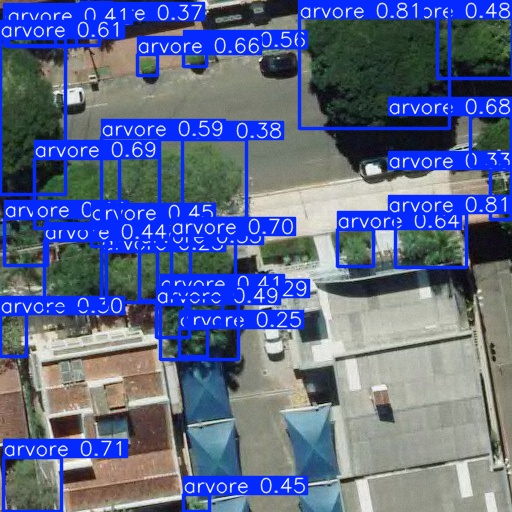 arvore 0.41
0.37
arvore 0.81
ore 0.48
arvore 0.61
arvore 0.66
0.56
arvore 0.68
arvore 0.59
0.38
arvore 0.69
0.33
arvore
arvore 0.45
arvore 0.81
arvore 0.44
arvore 0.70
arvore 0.64
arvore 0.49
0.41
29
arvore 0.30
arvore 0.25
arvore 0.71
arvore 0.45